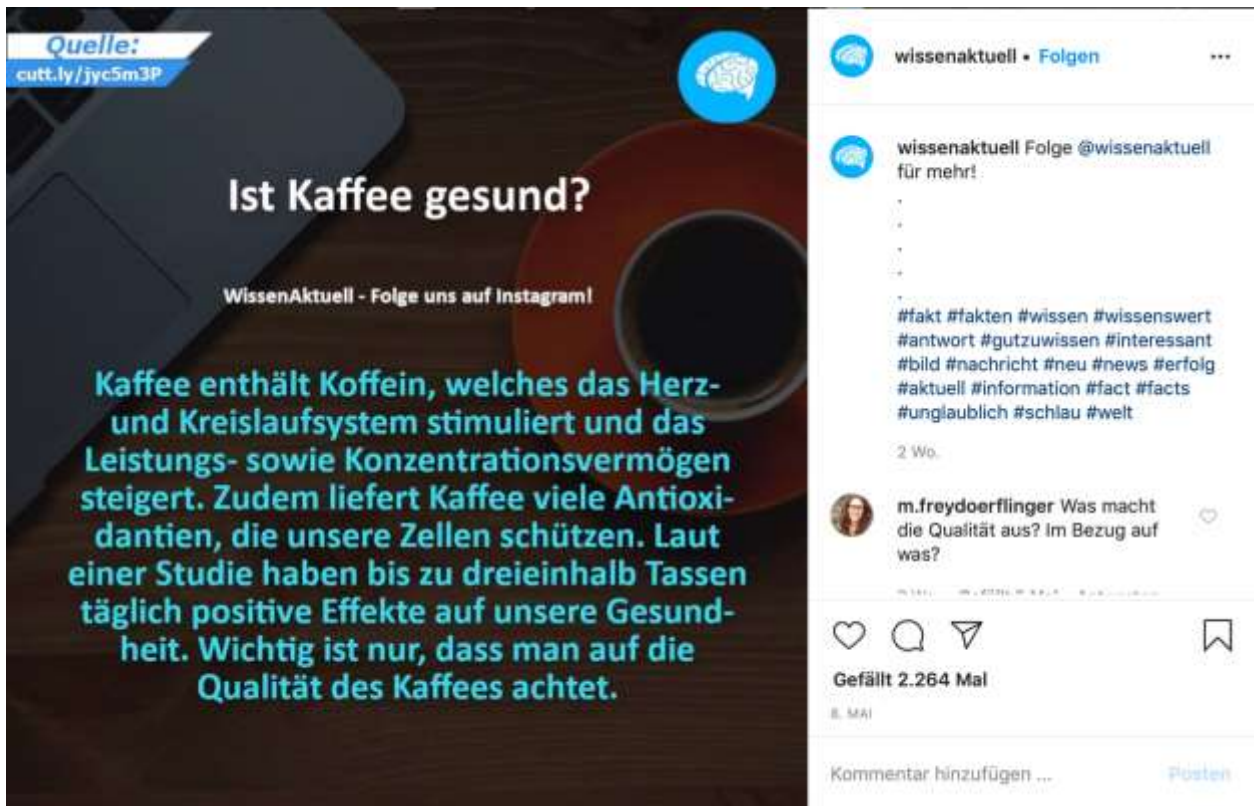 Quelle:
cutt.ly/jyc5m3P
Ist Kaffee gesund?
WissenAktuell - Folge uns auf Instagram!
Kaffee enthält Koffein, welches das Herz-
und Kreislaufsystem stimuliert und das
Leistungs- sowie Konzentrationsvermögen
steigert. Zudem liefert Kaffee viele Antioxi-
dantien, die unsere Zellen schützen. Laut
einer Studie haben bis zu dreieinhalb Tassen
täglich positive Effekte auf unsere Gesund-
heit. Wichtig ist nur, dass man auf die
Qualität des Kaffees achtet.
wissenaktuell • Folgen
wissenaktuell Folge @wissenaktuell
für mehr!
.
.
.
.
.
#fakt #fakten #wissen #wissenswert
#antwort #gutzuwissen #interessant
#bild #nachricht #neu #news #erfolg
#aktuell #information #fact #facts
#unglaublich #schlau #welt
2 Wo.
m.freydoerflinger Was macht
die Qualität aus? Im Bezug auf
was?
Gefällt 2.264 Mal
8. MAI
Kommentar hinzufügen ... Posten